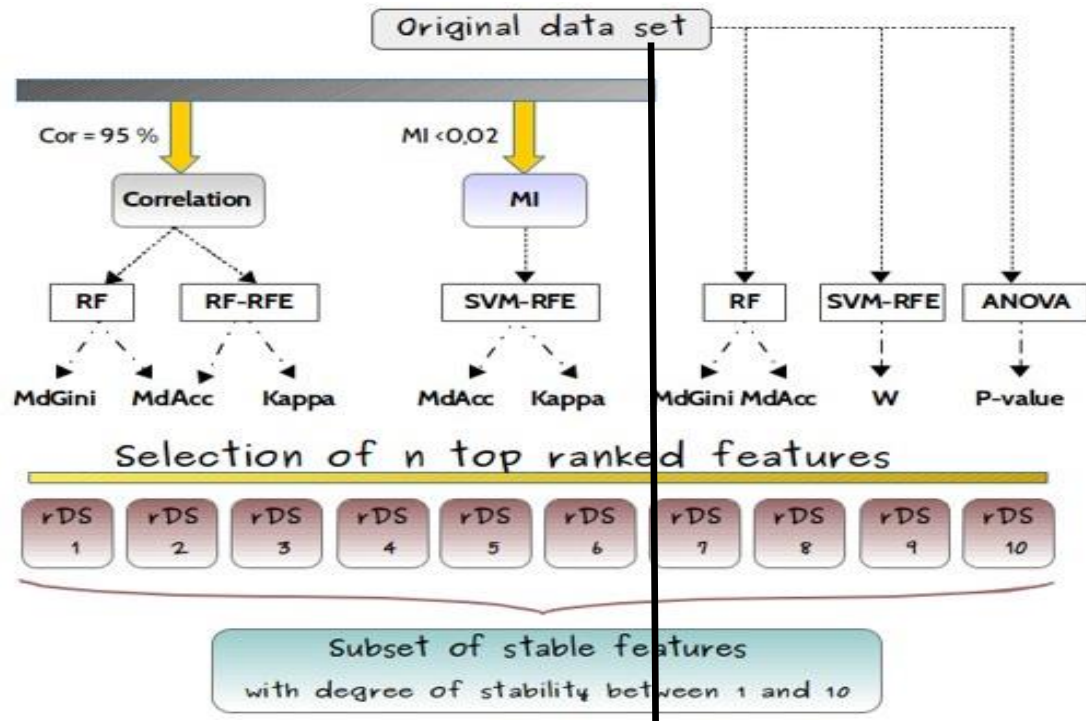 Original data set
Cor = 95 %
MI <0,02
Correlation
MI
RF
RF-RFE
SVM-RFE
RF
SVM-RFE
ANOVA
MdGini
MdAcc
Kappa
MdAcc
Kappa
MdGini
MdAcc
W
P-value
Selection of n top ranked features
rDS
1
rDS
2
rDS
3
rDS
4
rDS
5
rDS
6
rDS
7
rDS
8
rDS
9
rDS
10
Subset of stable features
with degree of stability between 1 and 10